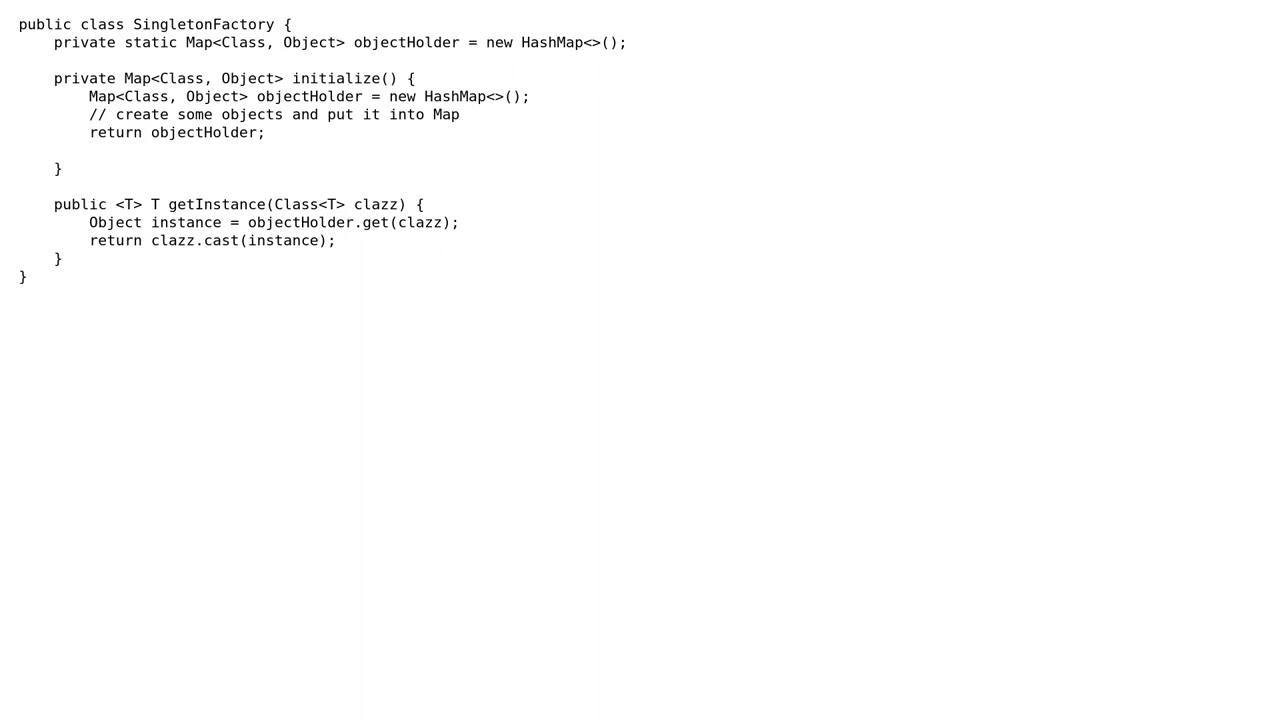 public class SingletonFactory {
    private static Map<Class, Object> objectHolder = new HashMap<>();

    private Map<Class, Object> initialize() {
        Map<Class, Object> objectHolder = new HashMap<>();
        // create some objects and put it into Map
        return objectHolder;

    }

    public <T> T getInstance(Class<T> clazz) {
        Object instance = objectHolder.get(clazz);
        return clazz.cast(instance);
    }
}